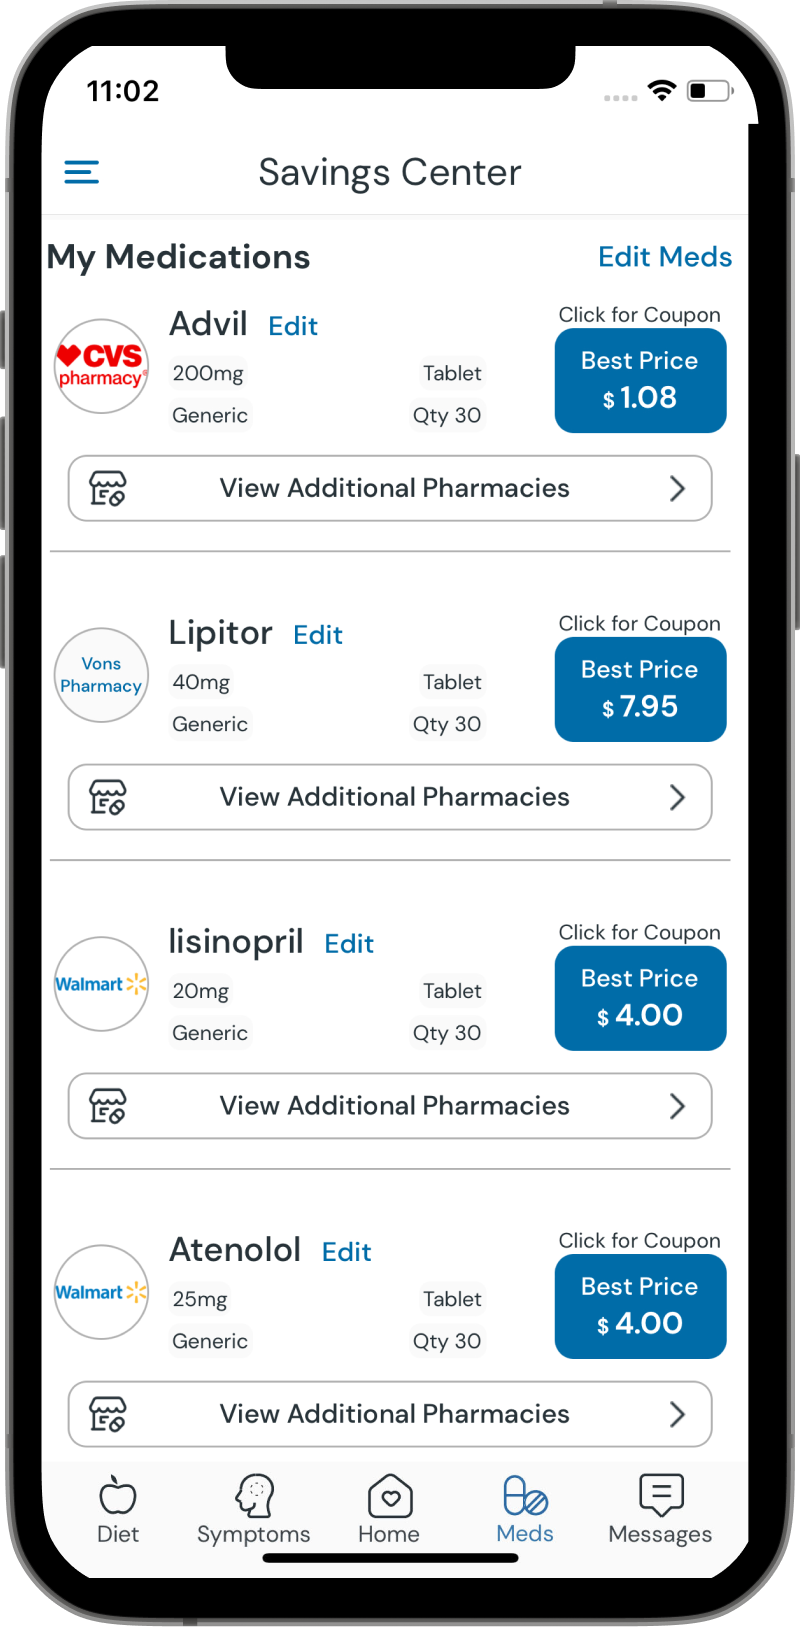 11:02
Savings Center
My Medications Edit Meds
Advil Edit
Click for Coupon
CVS
pharmacy®
200mg Tablet
Generic Qty 30
Best Price
$ 1.08
View Additional Pharmacies
Lipitor Edit
Click for Coupon
Vons
Pharmacy
40mg Tablet
Generic Qty 30
Best Price
$ 7.95
View Additional Pharmacies
lisinopril Edit
Click for Coupon
Walmart
20mg Tablet
Generic Qty 30
Best Price
$ 4.00
View Additional Pharmacies
Atenolol Edit
Click for Coupon
Walmart
25mg Tablet
Generic Qty 30
Best Price
$ 4.00
View Additional Pharmacies
Diet Symptoms Home Meds Messages